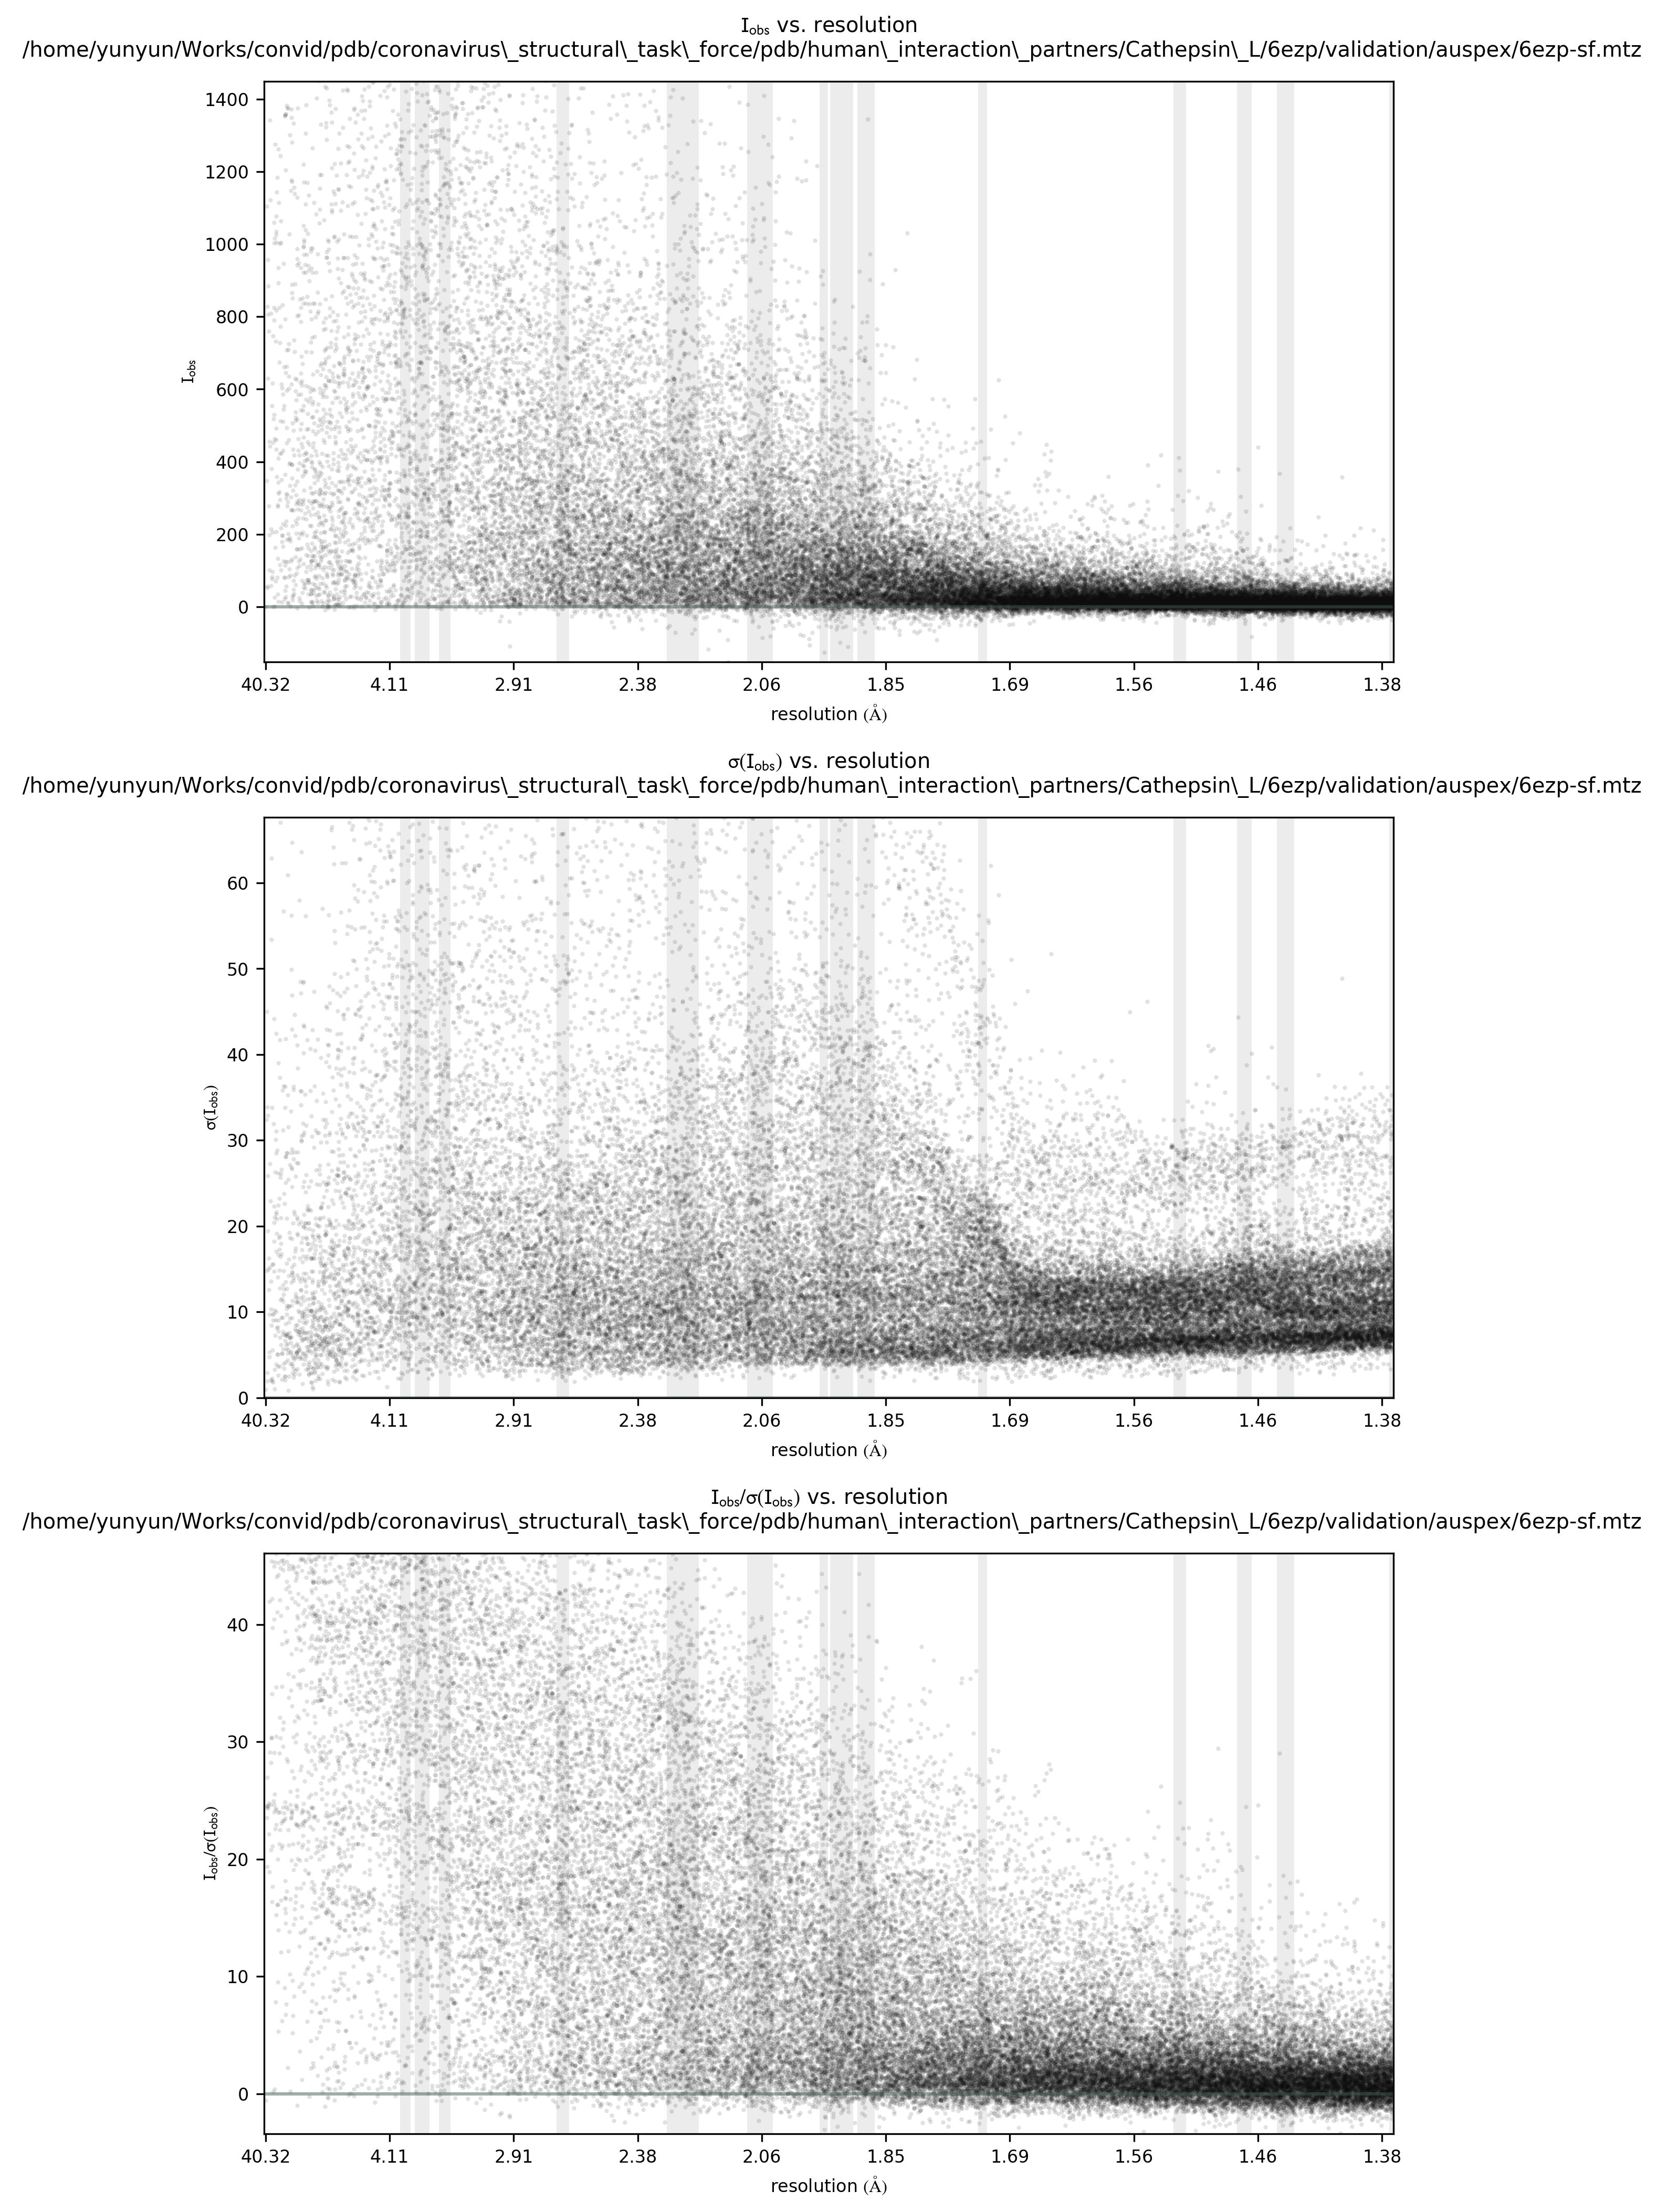 I_obs vs. resolution
/home/yunyun/Works/convid/pdb/coronavirus\_structural\_task\_force/pdb/human\_interaction\_partners/Cathepsin\_L/6ezp/validation/auspex/6ezp-sf.mtz
1400
1200
1000
800
600
400
200
0
I_obs
40.32 4.11 2.91 2.38 2.06 1.85 1.69 1.56 1.46 1.38
resolution (Å)
σ(I_obs) vs. resolution
/home/yunyun/Works/convid/pdb/coronavirus\_structural\_task\_force/pdb/human\_interaction\_partners/Cathepsin\_L/6ezp/validation/auspex/6ezp-sf.mtz
60
50
40
30
20
10
0
σ(I_obs)
40.32 4.11 2.91 2.38 2.06 1.85 1.69 1.56 1.46 1.38
resolution (Å)
I_obs/σ(I_obs) vs. resolution
/home/yunyun/Works/convid/pdb/coronavirus\_structural\_task\_force/pdb/human\_interaction\_partners/Cathepsin\_L/6ezp/validation/auspex/6ezp-sf.mtz
40
30
20
10
0
I_obs/σ(I_obs)
40.32 4.11 2.91 2.38 2.06 1.85 1.69 1.56 1.46 1.38
resolution (Å)